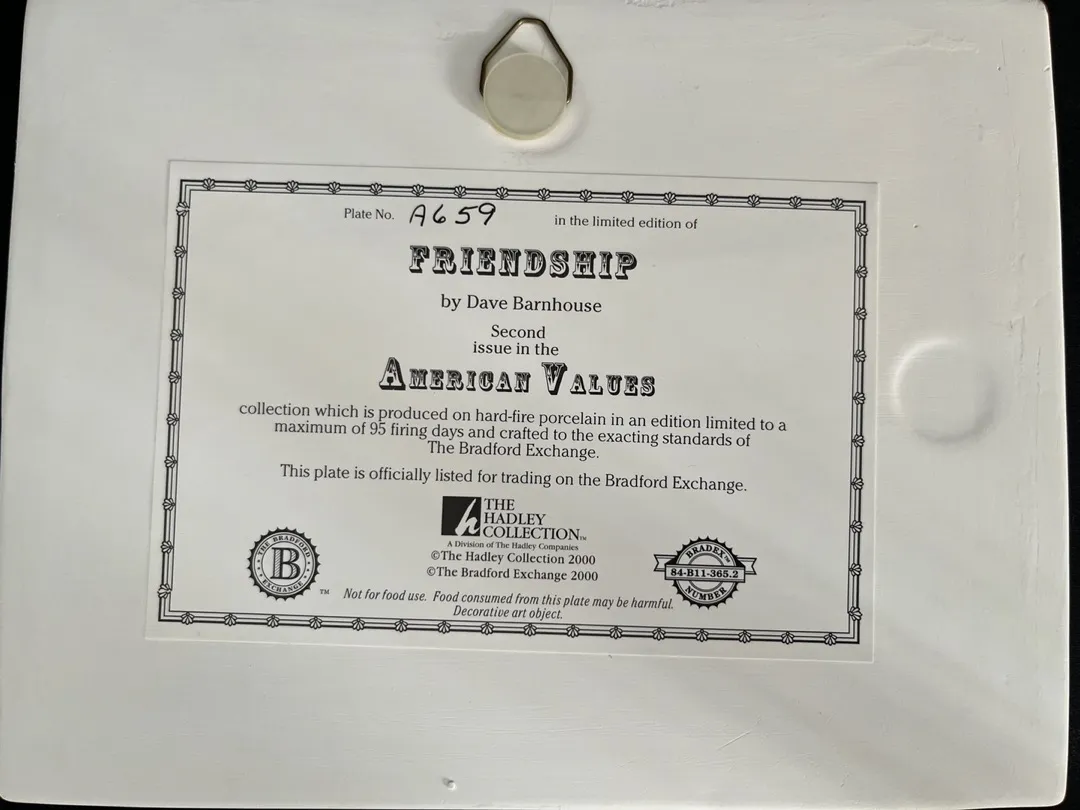 Plate No. A659 in the limited edition of
FRIENDSHIP
by Dave Barnhouse
Second
issue in the
AMERICAN VALUES
collection which is produced on hard-fire porcelain in an edition limited to a
maximum of 95 firing days and crafted to the exacting standards of
The Bradford Exchange.
This plate is officially listed for trading on the Bradford Exchange.
h THE
HADLEY
COLLECTION™
A Division of The Hadley Companies
©The Hadley Collection 2000
©The Bradford Exchange 2000
THE BRADFORD
B
EXCHANGE
™
BRADEX™
84-B11-365.2
NUMBER
Not for food use. Food consumed from this plate may be harmful.
Decorative art object.